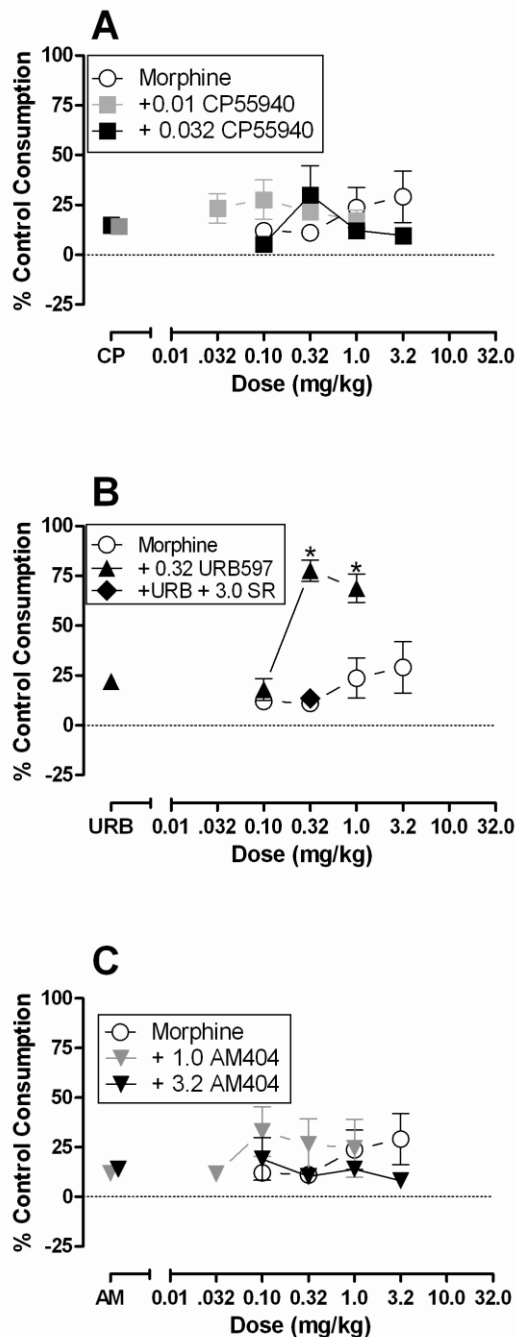 A
100
75
50
25
0
-25
% Control Consumption
Morphine
+0.01 CP55940
+ 0.032 CP55940
CP 0.01 .032 0.10 0.32 1.0 3.2 10.0 32.0
Dose (mg/kg)
B
100
75
50
25
0
-25
% Control Consumption
Morphine
+ 0.32 URB597
+URB + 3.0 SR
* *
URB 0.01 .032 0.10 0.32 1.0 3.2 10.0 32.0
Dose (mg/kg)
C
100
75
50
25
0
-25
% Control Consumption
Morphine
+ 1.0 AM404
+ 3.2 AM404
AM 0.01 .032 0.10 0.32 1.0 3.2 10.0 32.0
Dose (mg/kg)